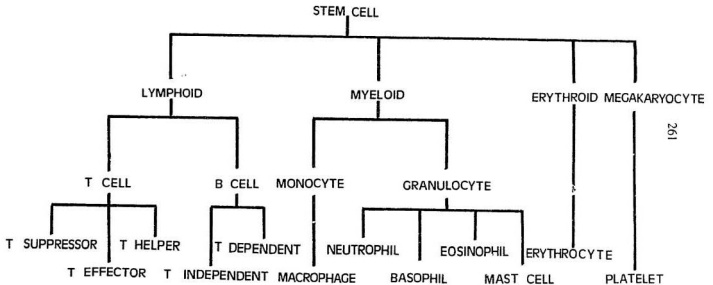 STEM CELL
LYMPHOID MYELOID ERYTHROID MEGAKARYOCYTE
261
T CELL B CELL MONOCYTE GRANULOCYTE
T SUPPRESSOR T HELPER T DEPENDENT NEUTROPHIL EOSINOPHIL ERYTHROCYTE
T EFFECTOR T INDEPENDENT MACROPHAGE BASOPHIL MAST CELL PLATELET